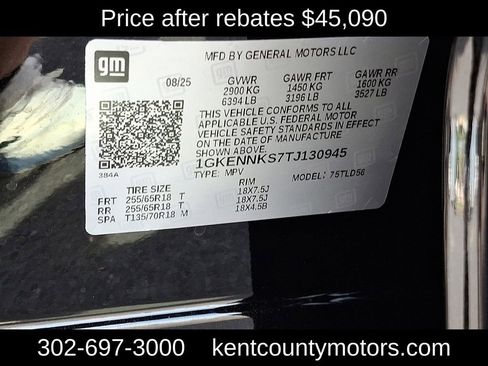 Price after rebates $45,090
gm
MFD BY GENERAL MOTORS LLC
08/25 GVWR GAWR FRT GAWR RR
2900 KG 1450 KG 1600 KG
6394 LB 3196 LB 3527 LB
THIS VEHICLE CONFORMS TO ALL
APPLICABLE U.S. FEDERAL MOTOR
VEHICLE SAFETY STANDARDS IN EFFECT
ON THE DATE OF MANUFACTURE
SHOWN ABOVE.
1GKENNKS7TJ130945
384A TYPE: MPV MODEL: 75TLD56
TIRE SIZE RIM
FRT 255/65R18 T 18X7.5J
RR 255/65R18 T 18X7.5J
SPA T135/70R18 M 18X4.5B
302-697-3000 kentcountymotors.com